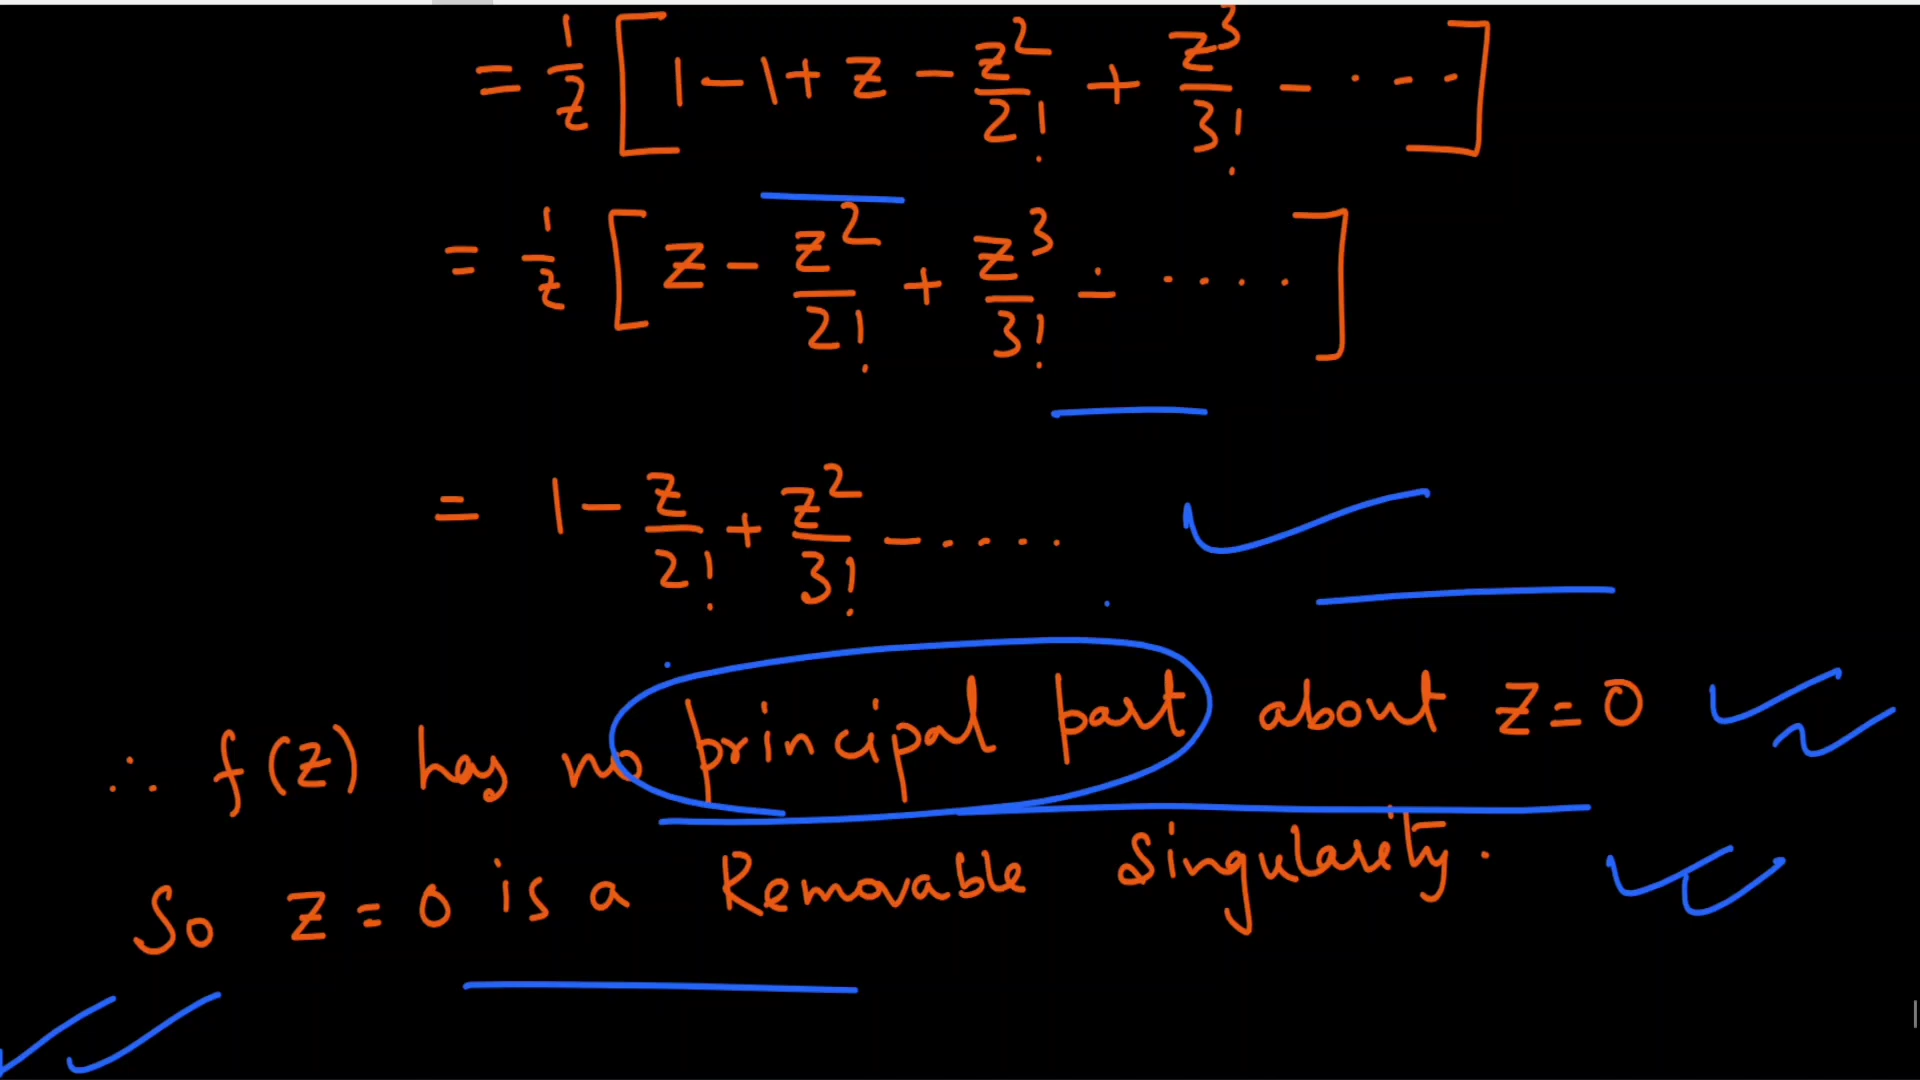 = 1/z [ 1 - 1 + z - z²/2! + z³/3! - .... ]
= 1/z [ z - z²/2! + z³/3! - .... ]
= 1 - z/2! + z²/3! - .....
∴ f(z) has no principal part about z = 0
So z = 0 is a Removable Singularity.